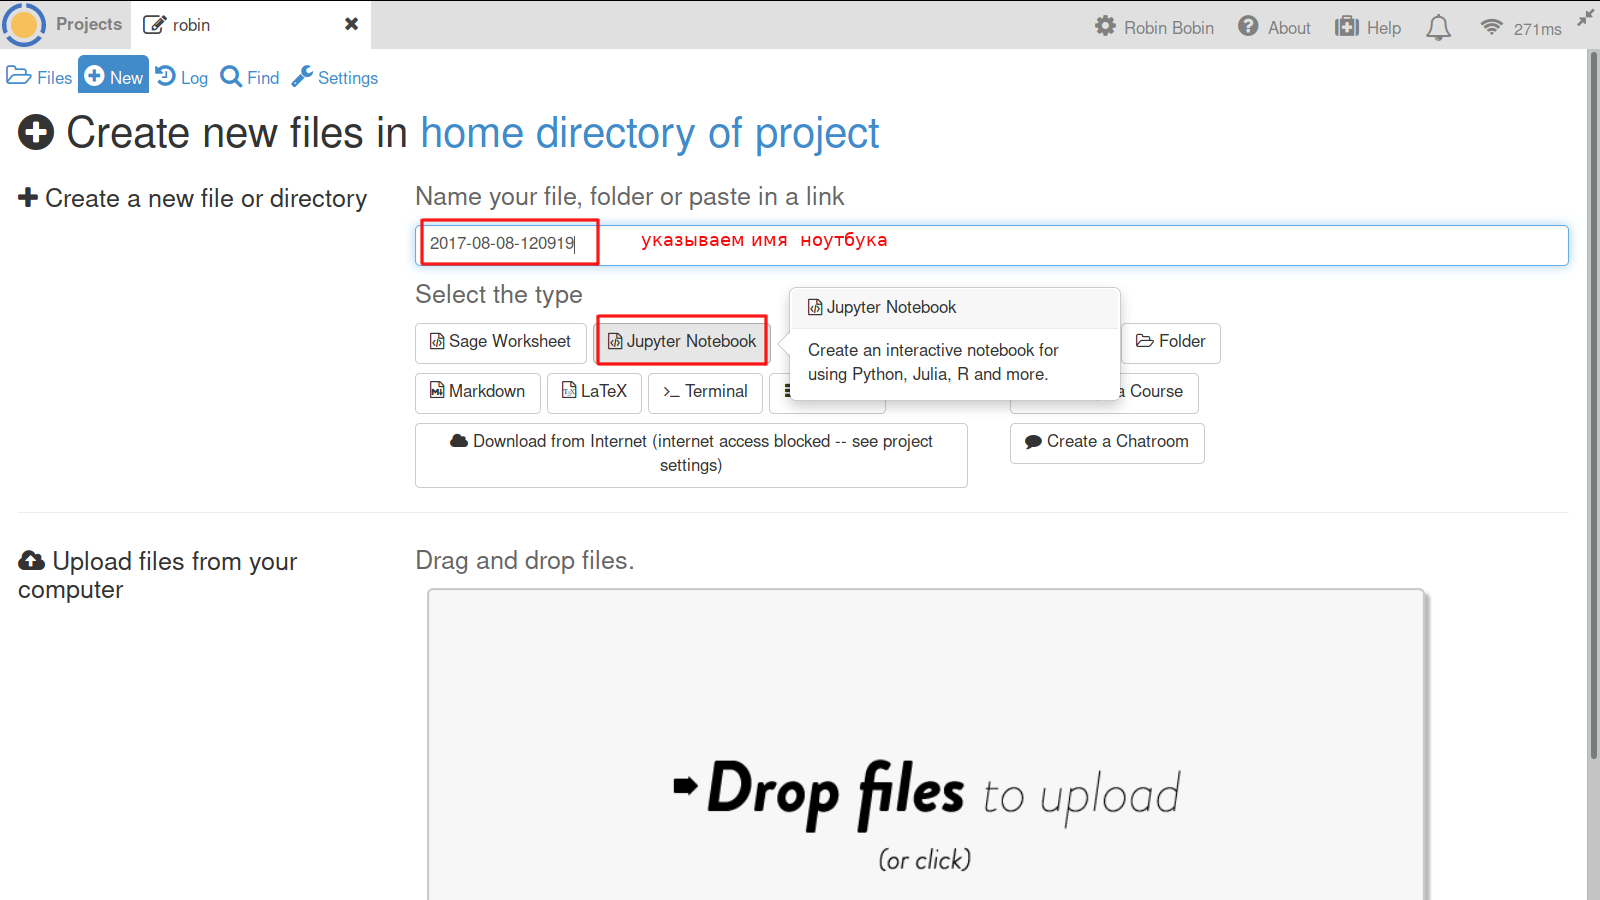 Projects
robin
Robin Bobin
About
Help
271ms
Files
New
Log
Find
Settings
Create new files in home directory of project
Create a new file or directory
Name your file, folder or paste in a link
2017-08-08-120919
указываем имя ноутбука
Select the type
Sage Worksheet
Jupyter Notebook
Jupyter Notebook
Create an interactive notebook for
using Python, Julia, R and more.
Folder
Markdown
LaTeX
>_ Terminal
a Course
Download from Internet (internet access blocked -- see project
settings)
Create a Chatroom
Upload files from your
computer
Drag and drop files.
Drop files to upload
(or click)